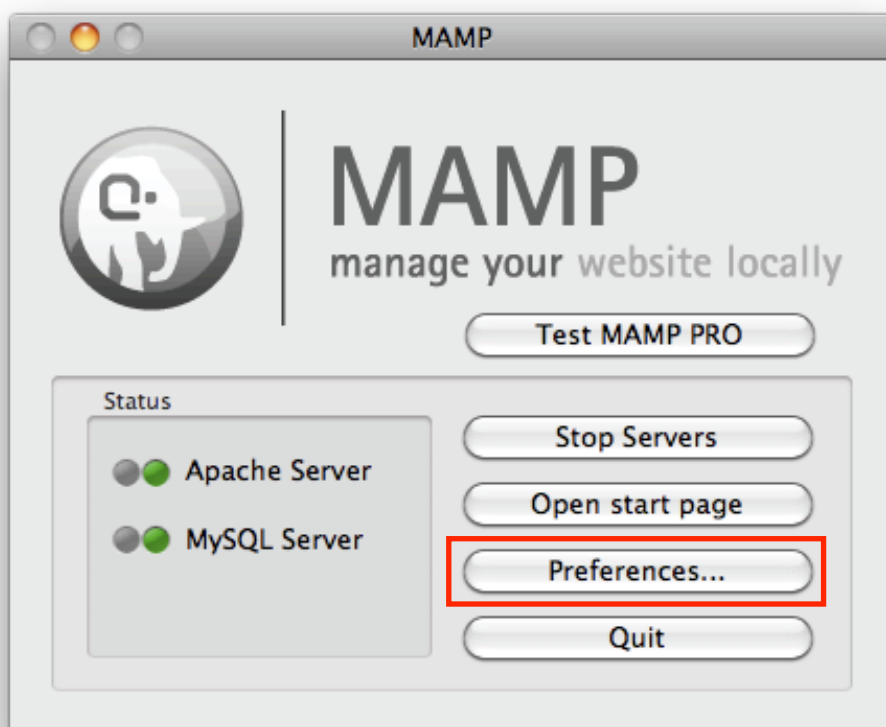 MAMP
MAMP
manage your website locally
Test MAMP PRO
Status
Apache Server
MySQL Server
Stop Servers
Open start page
Preferences...
Quit